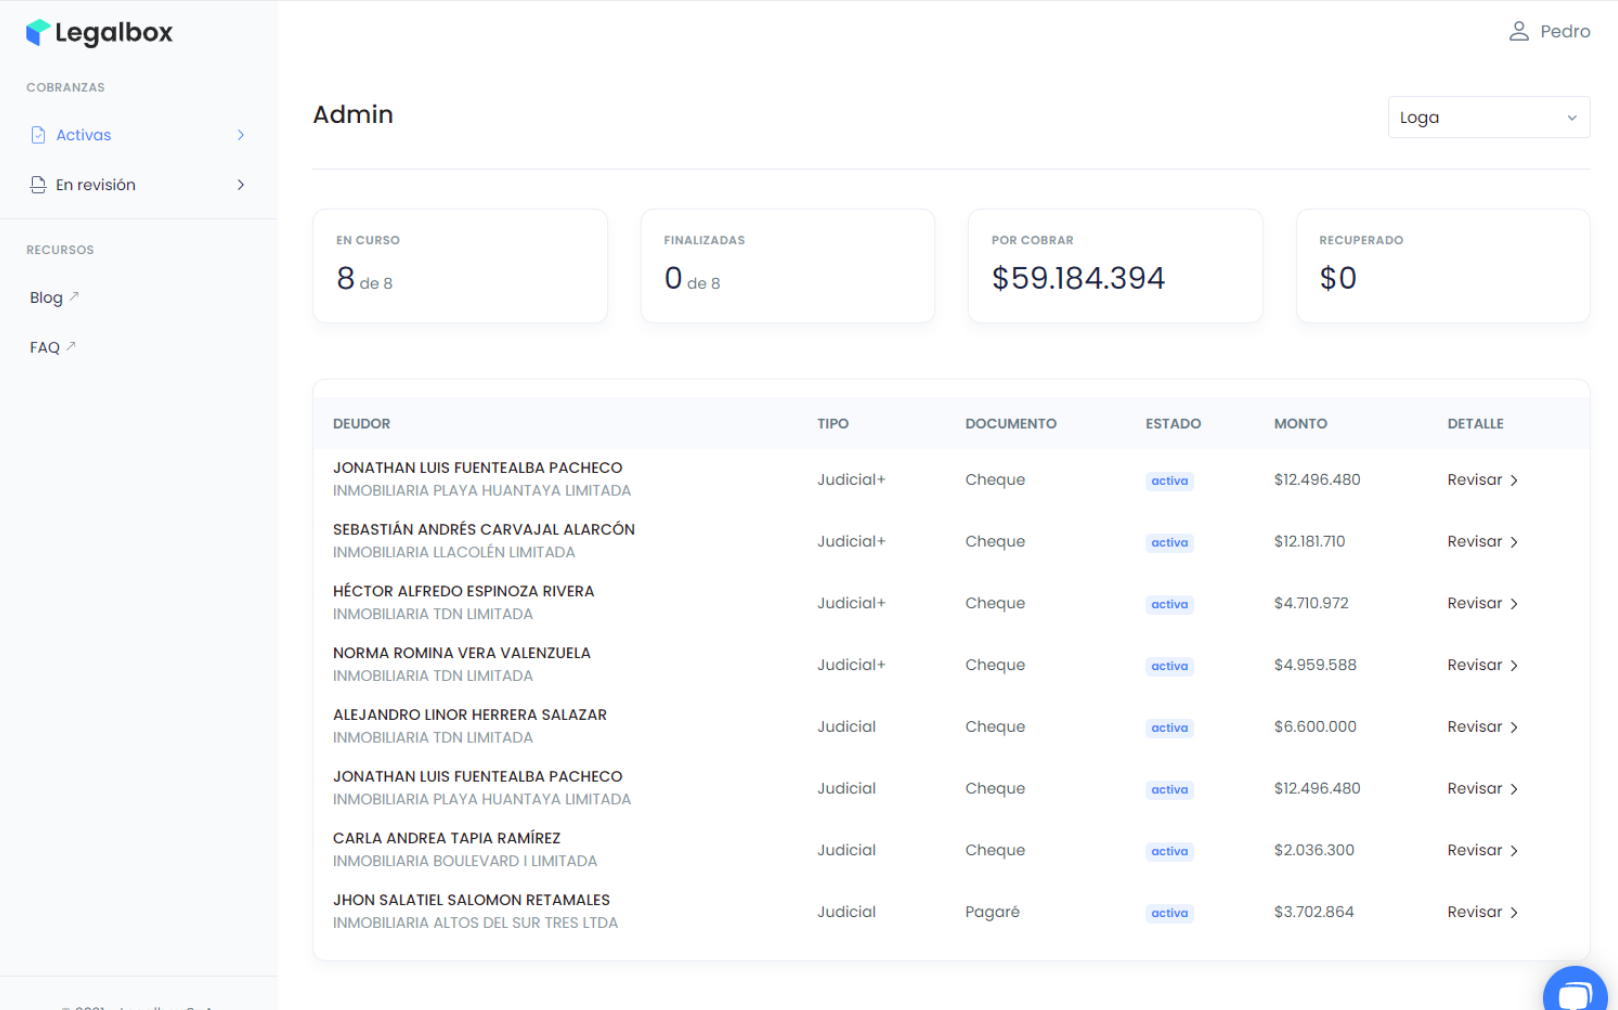 Legalbox
Pedro
COBRANZAS
Activas
En revisión
RECURSOS
Blog
FAQ
Admin
Loga
EN CURSO
8 de 8
FINALIZADAS
0 de 8
POR COBRAR
$59.184.394
RECUPERADO
$0
DEUDOR TIPO DOCUMENTO ESTADO MONTO DETALLE
JONATHAN LUIS FUENTEALBA PACHECO
INMOBILIARIA PLAYA HUANTAYA LIMITADA
Judicial+ Cheque activa $12.496.480 Revisar
SEBASTIÁN ANDRÉS CARVAJAL ALARCÓN
INMOBILIARIA LLACOLÉN LIMITADA
Judicial+ Cheque activa $12.181.710 Revisar
HÉCTOR ALFREDO ESPINOZA RIVERA
INMOBILIARIA TDN LIMITADA
Judicial+ Cheque activa $4.710.972 Revisar
NORMA ROMINA VERA VALENZUELA
INMOBILIARIA TDN LIMITADA
Judicial+ Cheque activa $4.959.588 Revisar
ALEJANDRO LINOR HERRERA SALAZAR
INMOBILIARIA TDN LIMITADA
Judicial Cheque activa $6.600.000 Revisar
JONATHAN LUIS FUENTEALBA PACHECO
INMOBILIARIA PLAYA HUANTAYA LIMITADA
Judicial Cheque activa $12.496.480 Revisar
CARLA ANDREA TAPIA RAMÍREZ
INMOBILIARIA BOULEVARD I LIMITADA
Judicial Cheque activa $2.036.300 Revisar
JHON SALATIEL SALOMON RETAMALES
INMOBILIARIA ALTOS DEL SUR TRES LTDA
Judicial Pagaré activa $3.702.864 Revisar